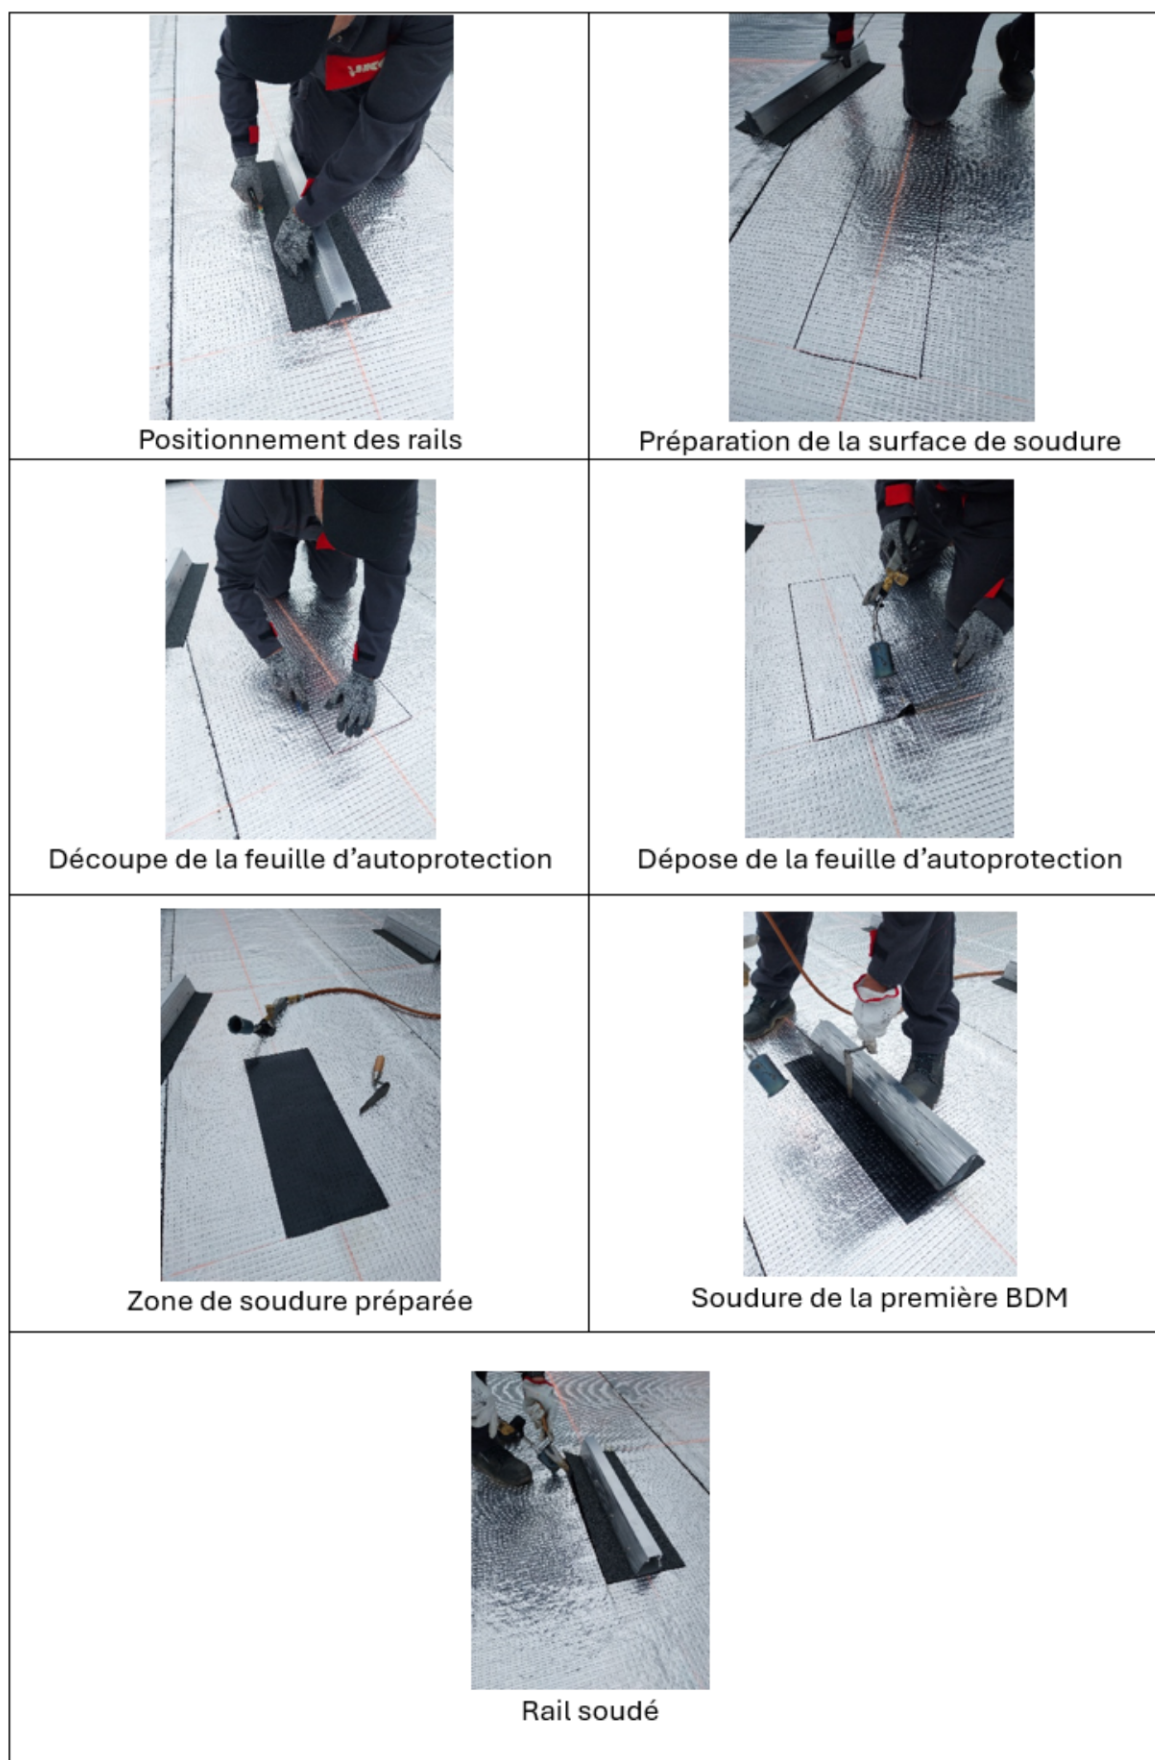 Positionnement des rails
Préparation de la surface de soudure
Découpe de la feuille d’autoprotection
Dépose de la feuille d’autoprotection
Zone de soudure préparée
Soudure de la première BDM
Rail soudé